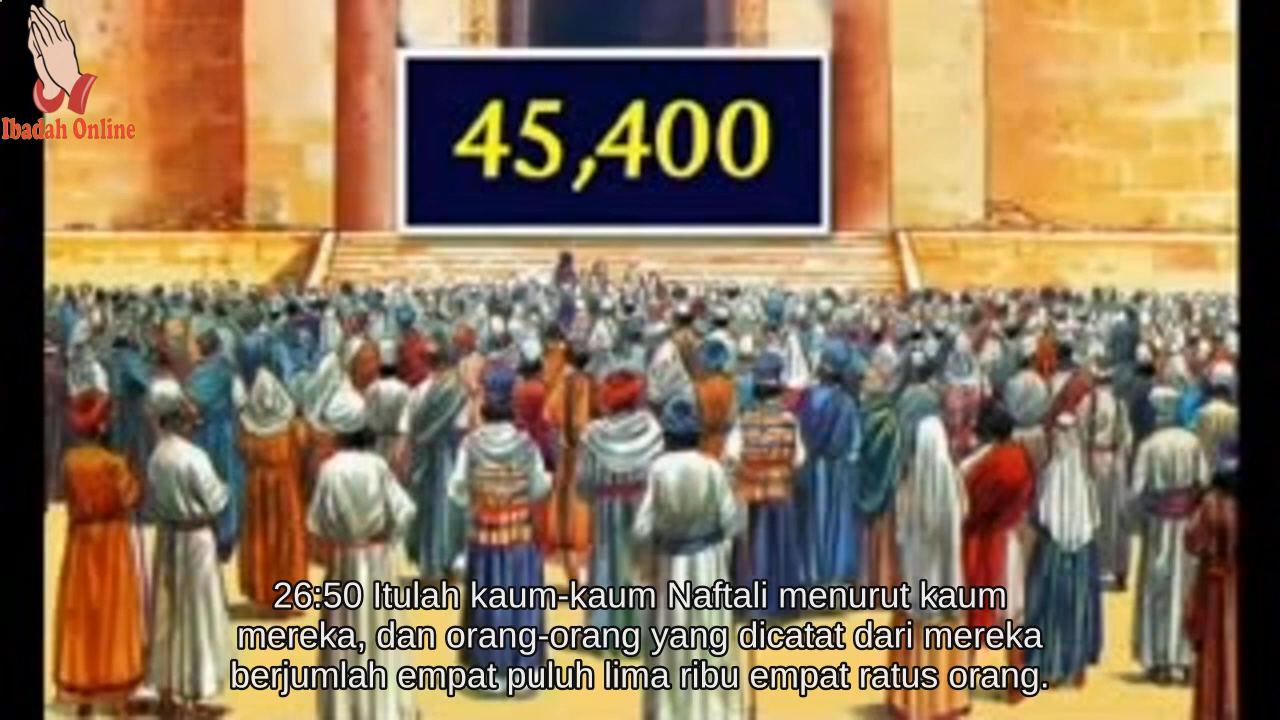 Ibadah Online
45,400
26:50 Itulah kaum-kaum Naftali menurut kaum
mereka, dan orang-orang yang dicatat dari mereka
berjumlah empat puluh lima ribu empat ratus orang.